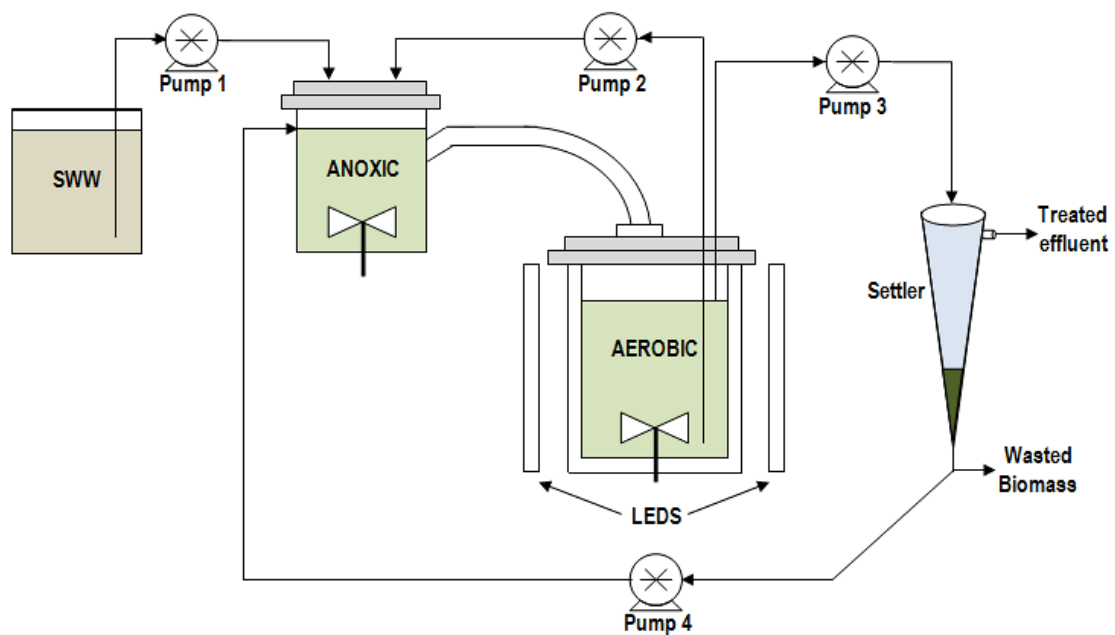 Pump 1
Pump 2
Pump 3
SWW
ANOXIC
Treated
effluent
Settler
AEROBIC
Wasted
Biomass
LEDS
Pump 4